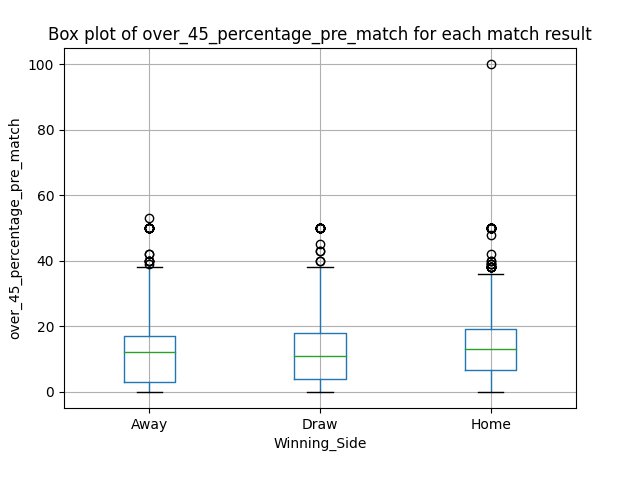 Box plot of over_45_percentage_pre_match for each match result
over_45_percentage_pre_match
100
80
60
40
20
0
Away
Draw
Home
Winning_Side